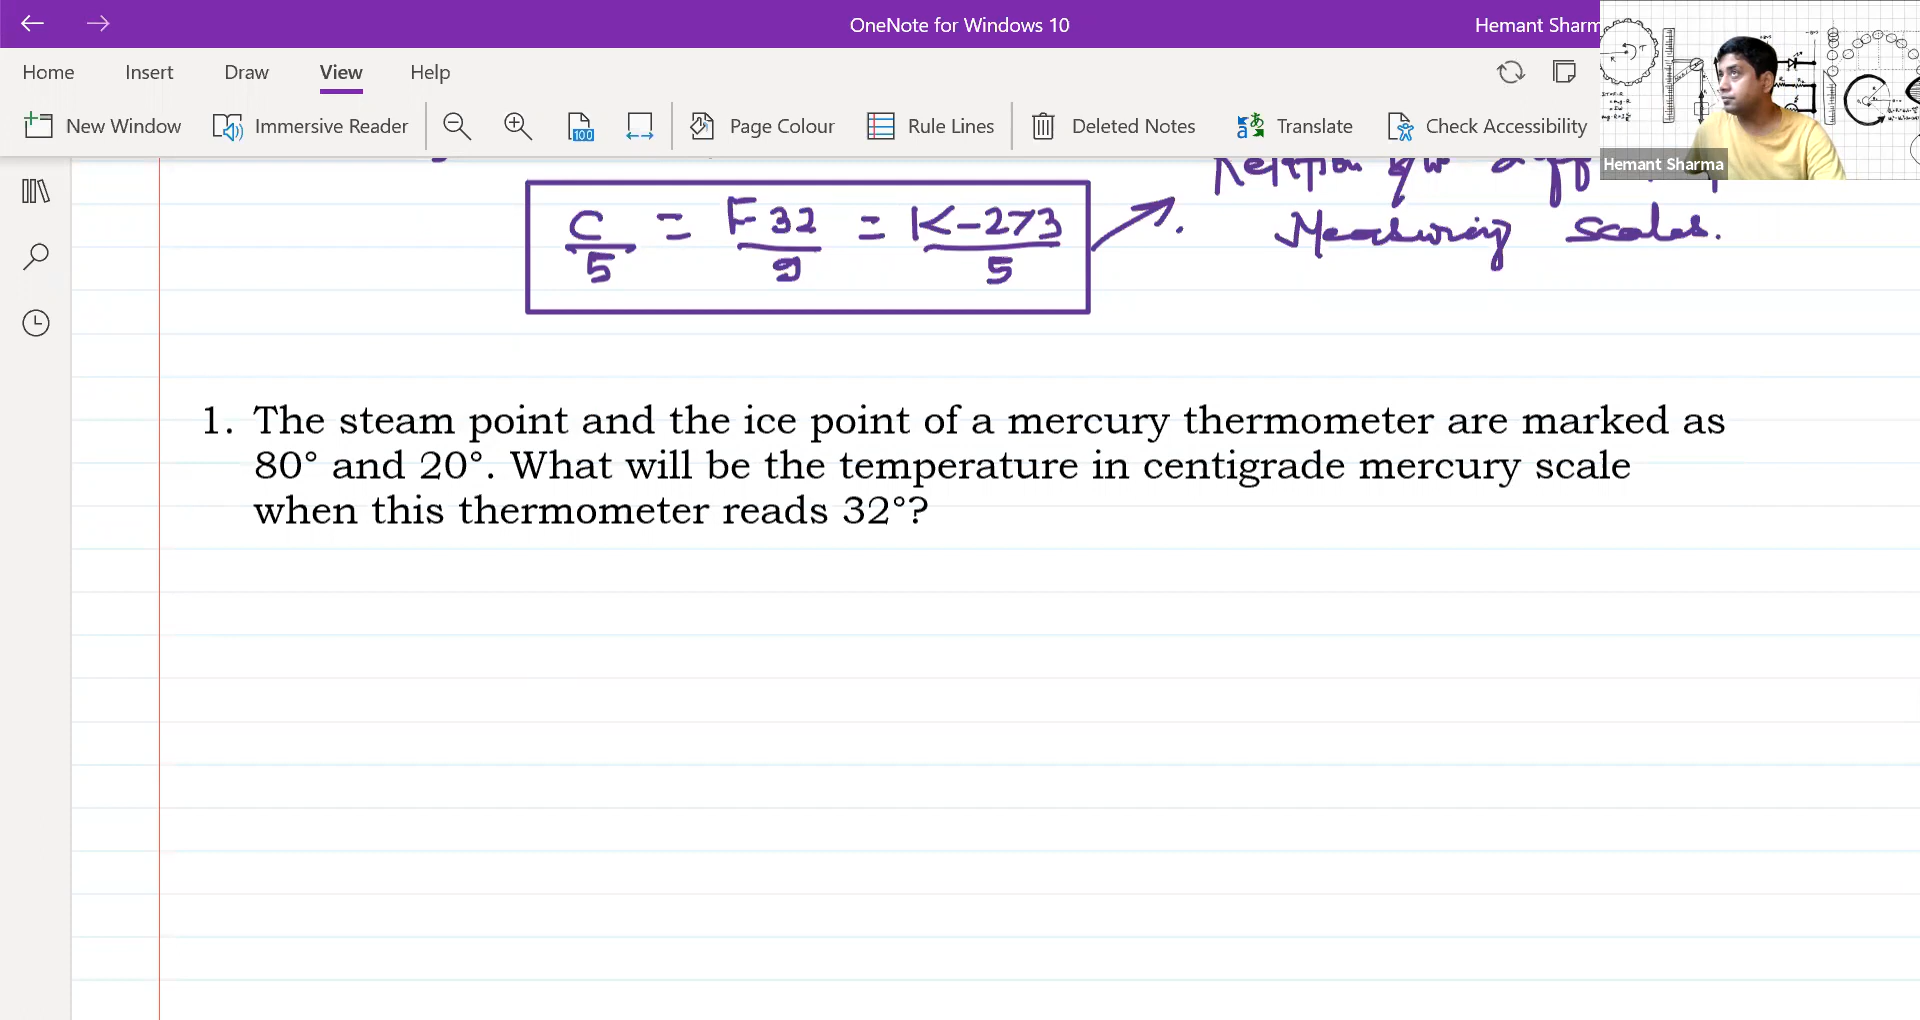 OneNote for Windows 10
Hemant Sharm
Home Insert Draw View Help
New Window Immersive Reader 100 Page Colour Rule Lines Deleted Notes Translate Check Accessibility
Hemant Sharma
Measuring Scales.
C/5 = F 32/9 = K-273/5
1. The steam point and the ice point of a mercury thermometer are marked as
80° and 20°. What will be the temperature in centigrade mercury scale
when this thermometer reads 32°?